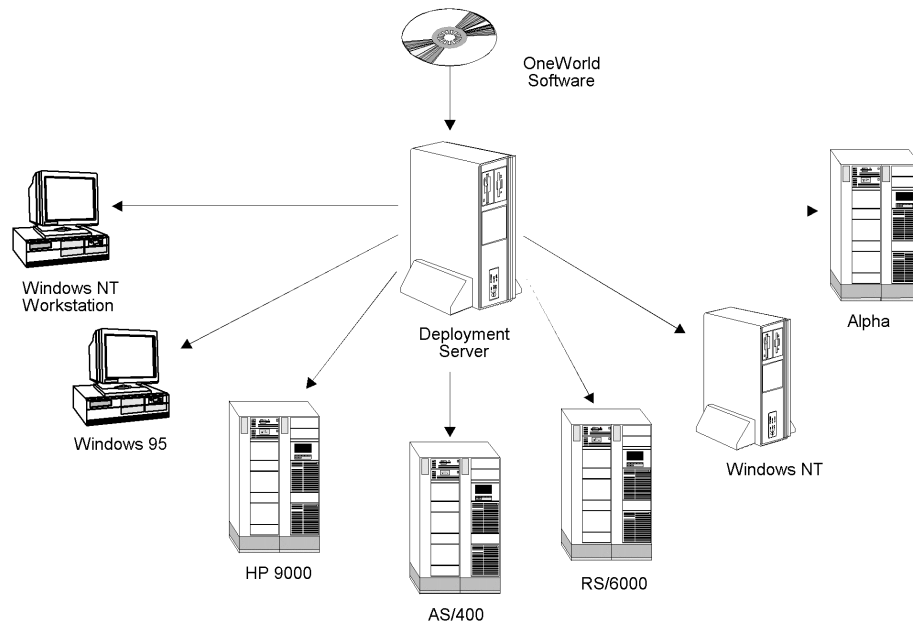 OneWorld
Software
Windows NT
Workstation
Deployment
Server
Alpha
Windows 95
Windows NT
HP 9000
RS/6000
AS/400